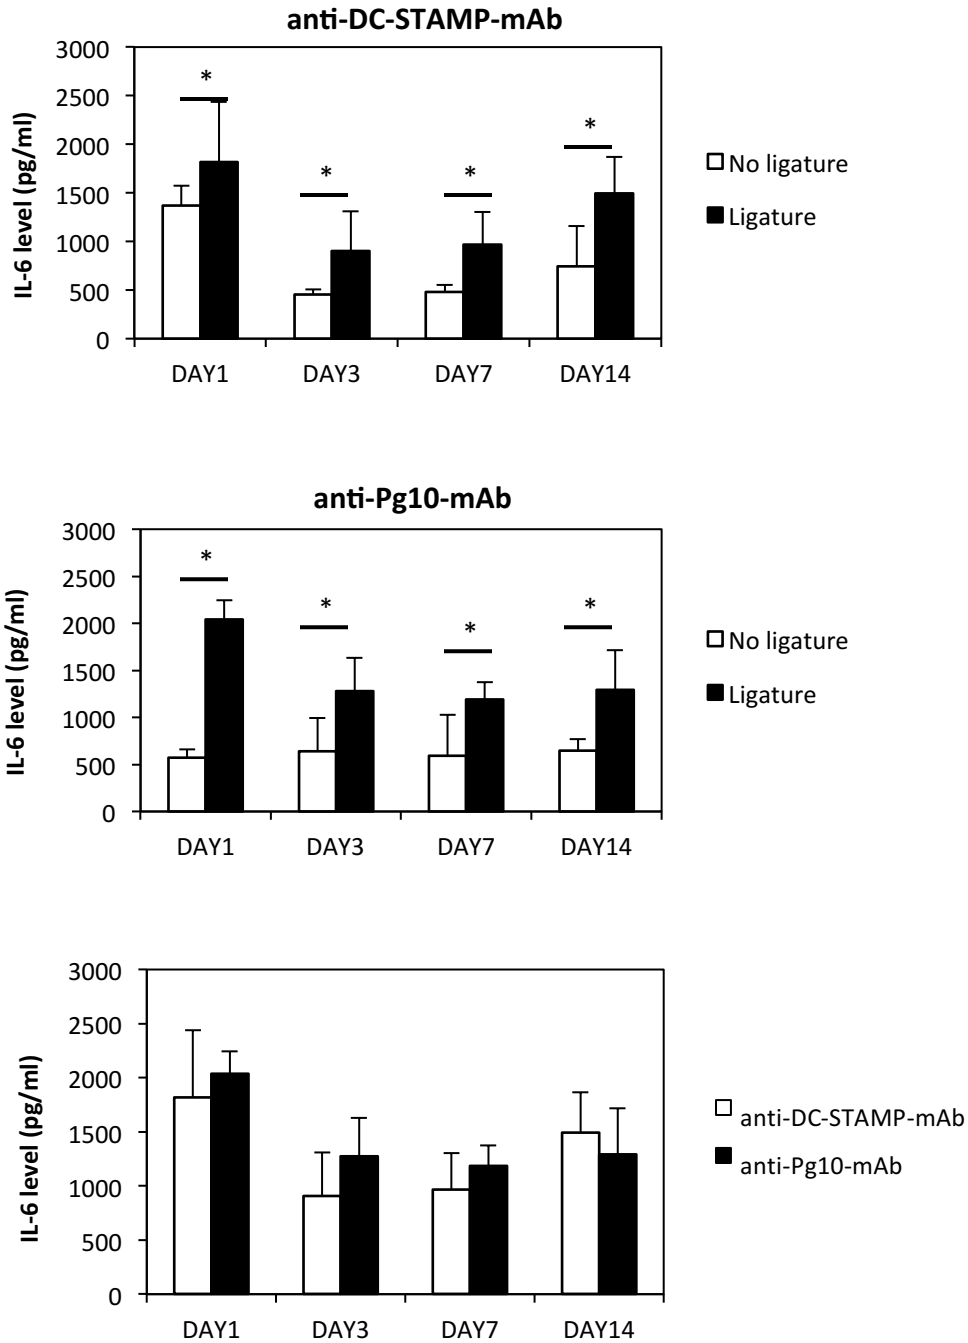 anti-DC-STAMP-mAb
IL-6 level (pg/ml)
3000
2500
2000
1500
1000
500
0
*
*
*
*
DAY1 DAY3 DAY7 DAY14
No ligature
Ligature
anti-Pg10-mAb
IL-6 level (pg/ml)
3000
2500
2000
1500
1000
500
0
*
*
*
*
DAY1 DAY3 DAY7 DAY14
No ligature
Ligature
IL-6 level (pg/ml)
3000
2500
2000
1500
1000
500
0
DAY1 DAY3 DAY7 DAY14
anti-DC-STAMP-mAb
anti-Pg10-mAb